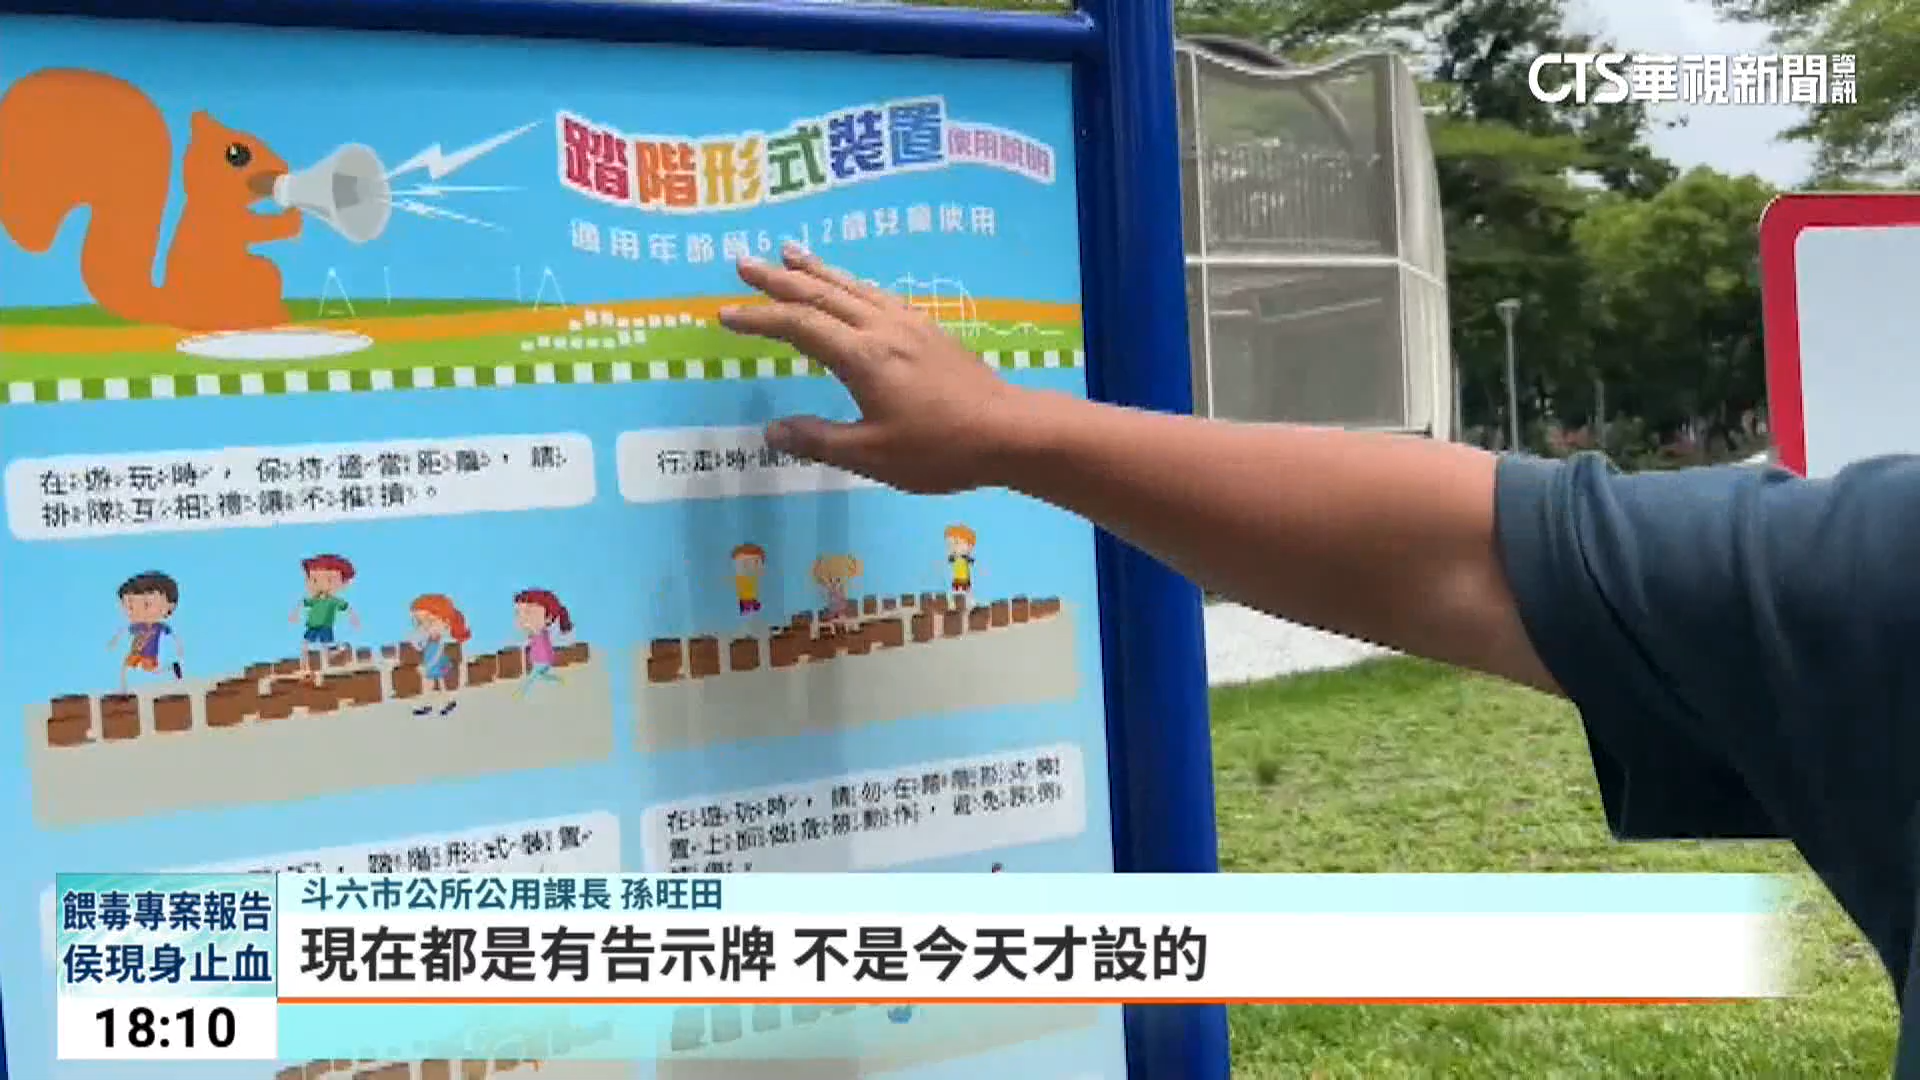 CTS華視新聞資訊
踏階形式裝置使用說明
適用年齡為6-12歲兒童使用
在遊玩時，保持適當距離，請
排隊互相禮讓不推擠。
行走時請
踏階形式裝置
在遊玩時，請勿在踏階形式裝
置上面做危險動作，避免跌倒
餵毒專案報告
侯現身止血
18:10
斗六市公所公用課長 孫旺田
現在都是有告示牌 不是今天才設的